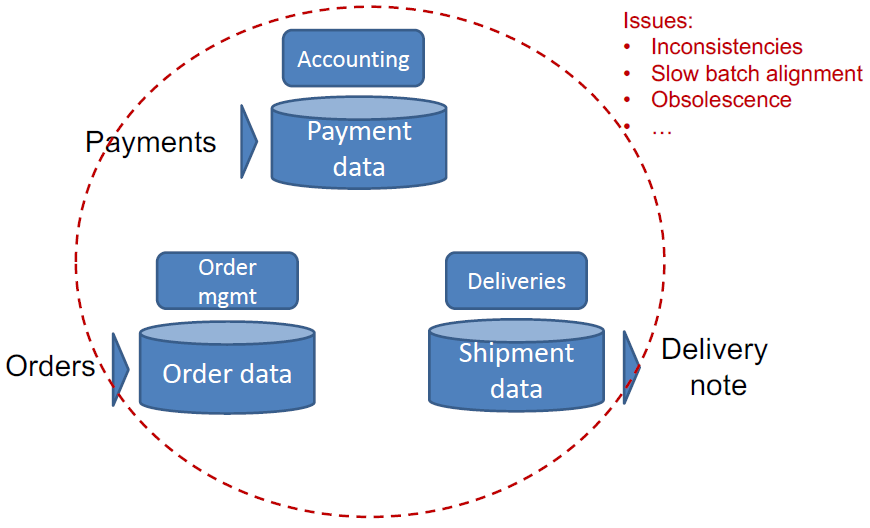 Issues:
• Inconsistencies
• Slow batch alignment
• Obsolescence
• …
Accounting
Payments
Payment
data
Order
mgmt
Deliveries
Orders
Order data
Shipment
data
Delivery
note